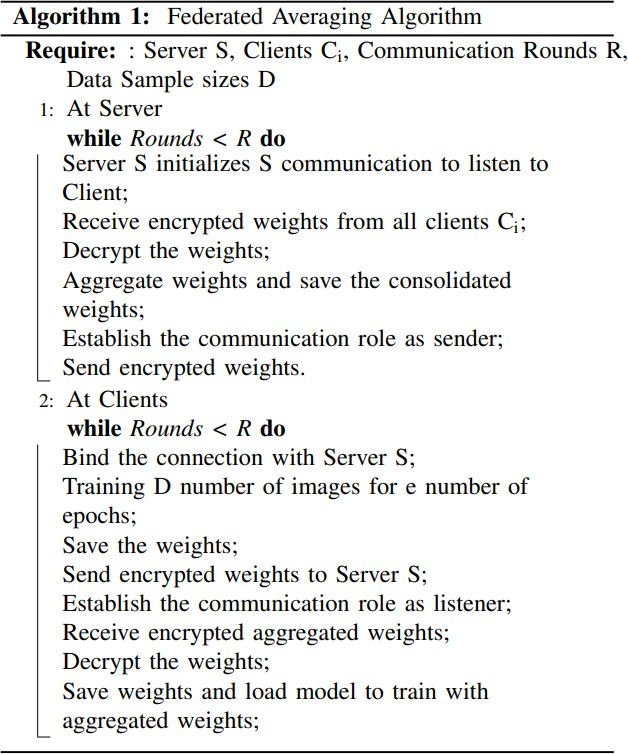 Algorithm 1: Federated Averaging Algorithm
Require: : Server S, Clients Cᵢ, Communication Rounds R,
Data Sample sizes D
1: At Server
while Rounds < R do
Server S initializes S communication to listen to
Client;
Receive encrypted weights from all clients Cᵢ;
Decrypt the weights;
Aggregate weights and save the consolidated
weights;
Establish the communication role as sender;
Send encrypted weights.
2: At Clients
while Rounds < R do
Bind the connection with Server S;
Training D number of images for e number of
epochs;
Save the weights;
Send encrypted weights to Server S;
Establish the communication role as listener;
Receive encrypted aggregated weights;
Decrypt the weights;
Save weights and load model to train with
aggregated weights;